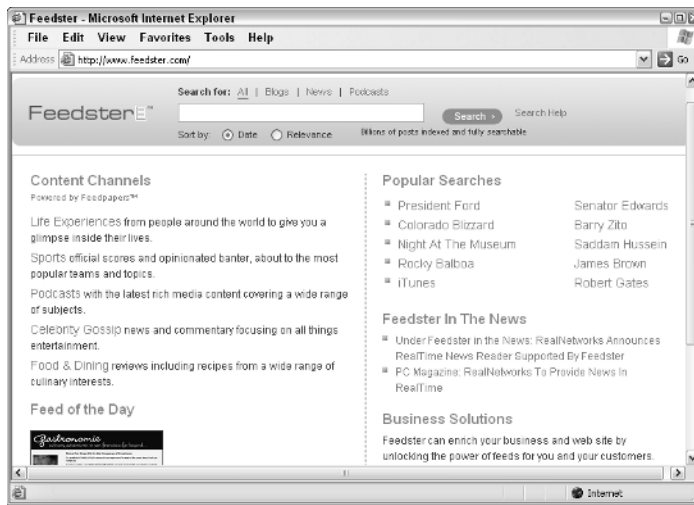 Feedster - Microsoft Internet Explorer
File Edit View Favorites Tools Help
Address http://www.feedster.com/ Go
Search for: All | Blogs | News | Podcasts
FeedsterE™
Search › Search Help
Sort by: Date Relevance Billions of posts indexed and fully searchable
Content Channels
Powered by Feedpapers™
Life Experiences from people around the world to give you a
glimpse inside their lives.
Sports official scores and opinionated banter, about to the most
popular teams and topics.
Podcasts with the latest rich media content covering a wide range
of subjects.
Celebrity Gossip news and commentary focusing on all things
entertainment.
Food & Dining reviews including recipes from a wide range of
culinary interests.
Feed of the Day
Gastronomie
Popular Searches
President Ford
Colorado Blizzard
Night At The Museum
Rocky Balboa
iTunes
Senator Edwards
Barry Zito
Saddam Hussein
James Brown
Robert Gates
Feedster In The News
Under Feedster in the News: RealNetworks Announces
RealTime News Reader Supported By Feedster
PC Magazine: RealNetworks To Provide News In
RealTime
Business Solutions
Feedster can enrich your business and web site by
unlocking the power of feeds for you and your customers.
Internet